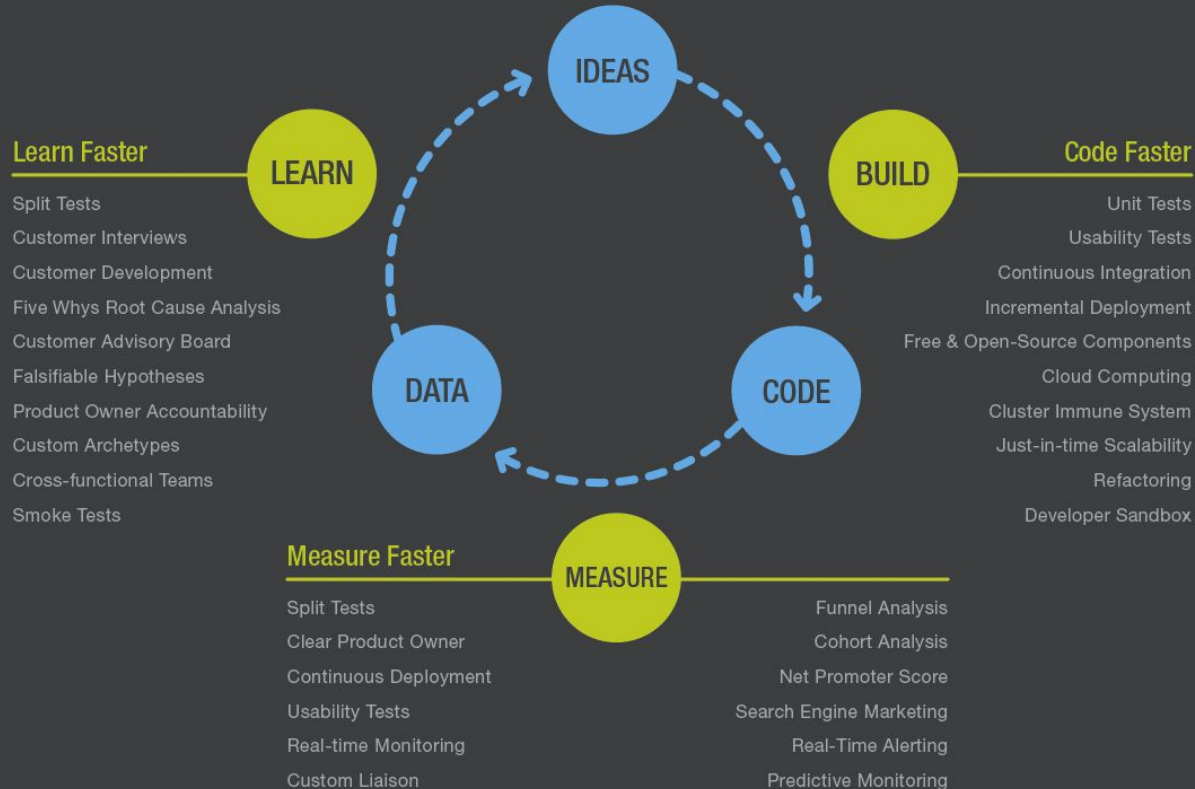 IDEAS
LEARN
BUILD
DATA
CODE
MEASURE
Learn Faster
Split Tests
Customer Interviews
Customer Development
Five Whys Root Cause Analysis
Customer Advisory Board
Falsifiable Hypotheses
Product Owner Accountability
Custom Archetypes
Cross-functional Teams
Smoke Tests
Code Faster
Unit Tests
Usability Tests
Continuous Integration
Incremental Deployment
Free & Open-Source Components
Cloud Computing
Cluster Immune System
Just-in-time Scalability
Refactoring
Developer Sandbox
Measure Faster
Split Tests
Clear Product Owner
Continuous Deployment
Usability Tests
Real-time Monitoring
Custom Liaison
Funnel Analysis
Cohort Analysis
Net Promoter Score
Search Engine Marketing
Real-Time Alerting
Predictive Monitoring